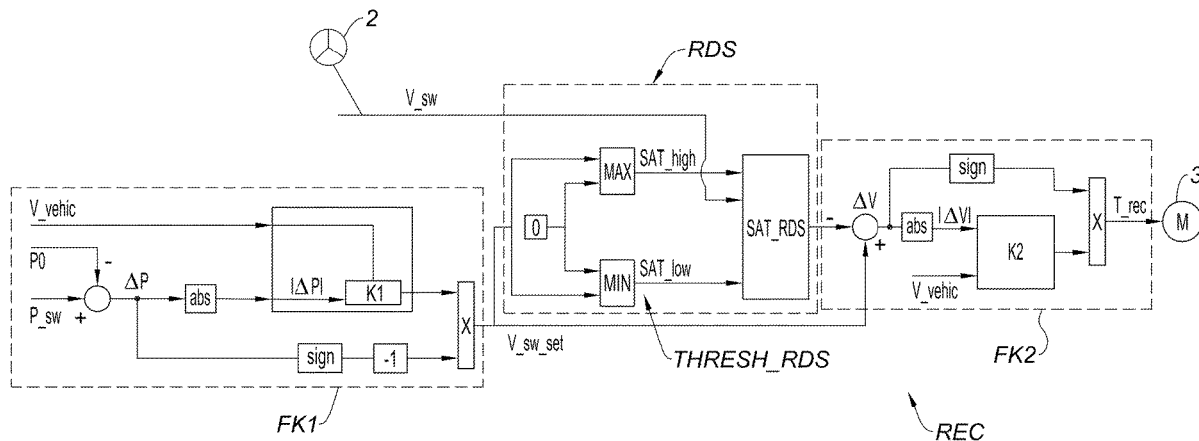 2
RDS
V_sw
MAX
SAT_high
0
SAT_RDS
MIN
SAT_low
THRESH_RDS
V_vehic
P0
-
P_sw
+
ΔP
abs
|ΔP|
K1
sign
-1
X
V_sw_set
FK1
-
ΔV
+
abs
|ΔV|
sign
K2
V_vehic
X
T_rec
3
M
FK2
REC